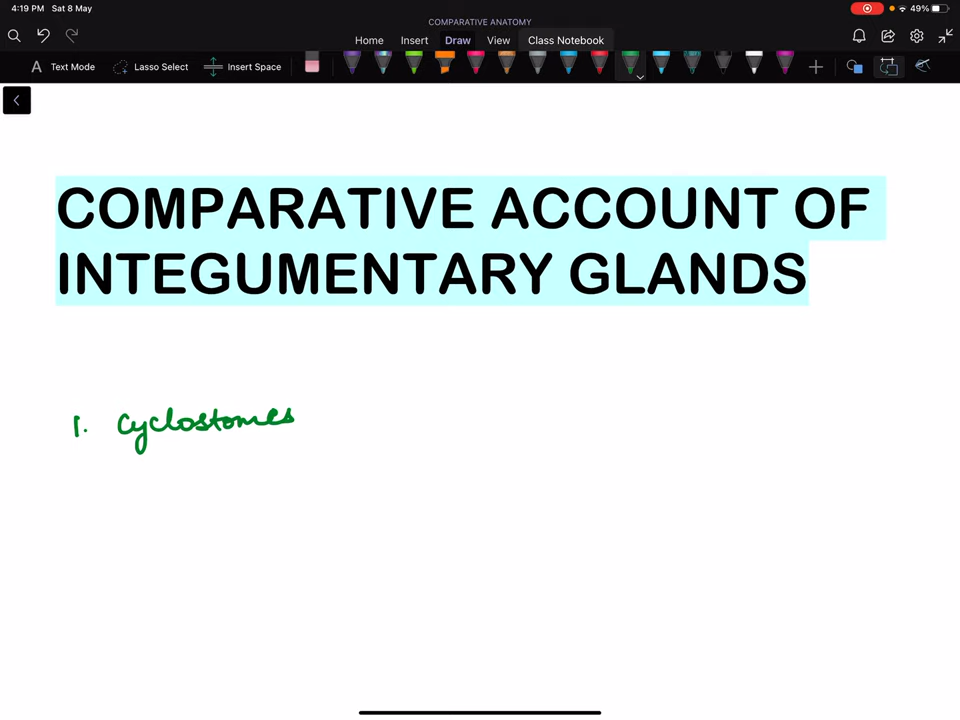 4:19 PM Sat 8 May
49%
COMPARATIVE ANATOMY
Home Insert Draw View Class Notebook
Text Mode Lasso Select Insert Space
COMPARATIVE ACCOUNT OF
INTEGUMENTARY GLANDS
1. Cyclostomes